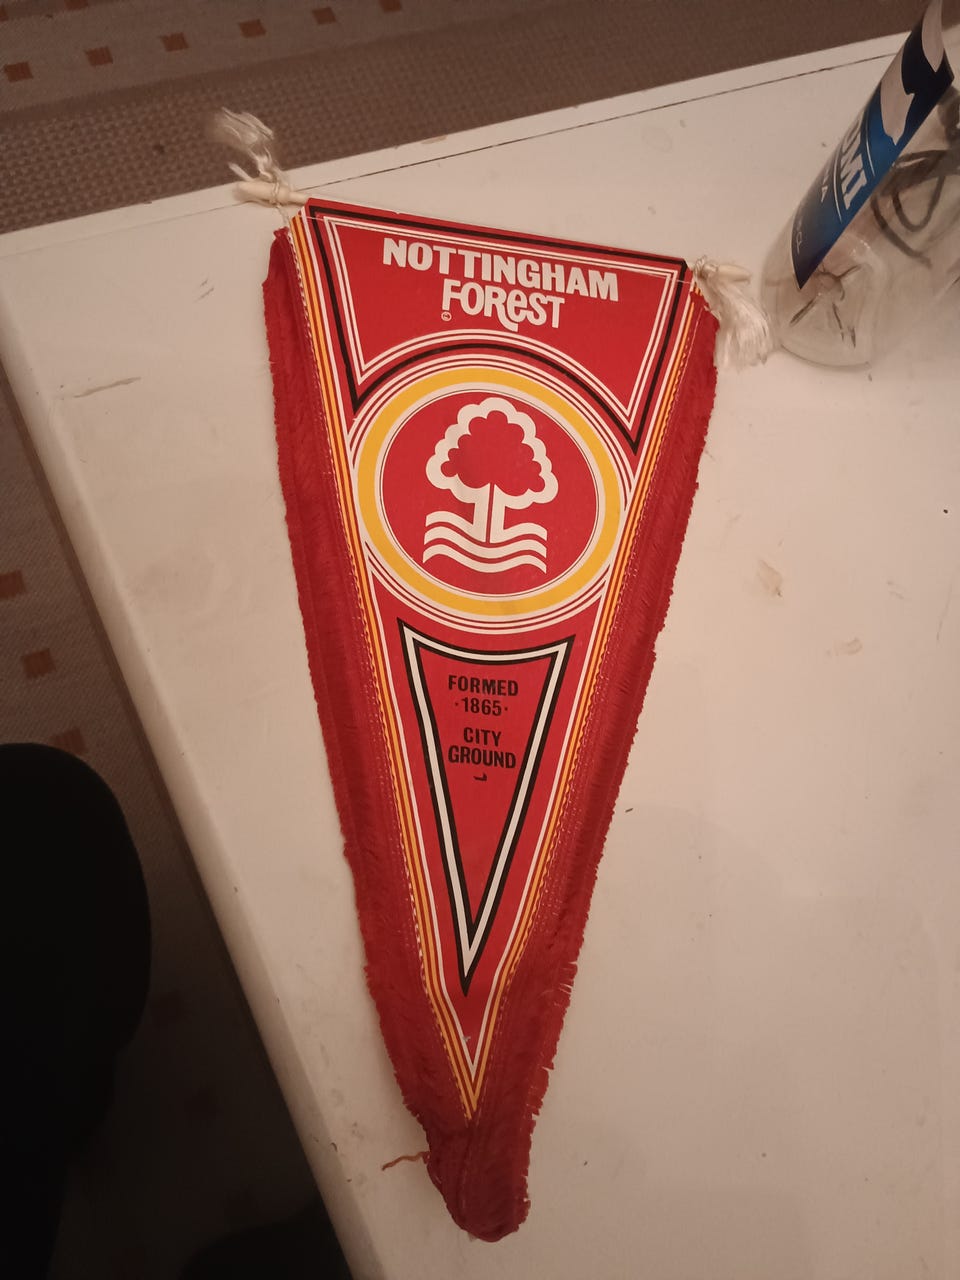 NOTTINGHAM
FOReST
FORMED
·1865·
CITY
GROUND